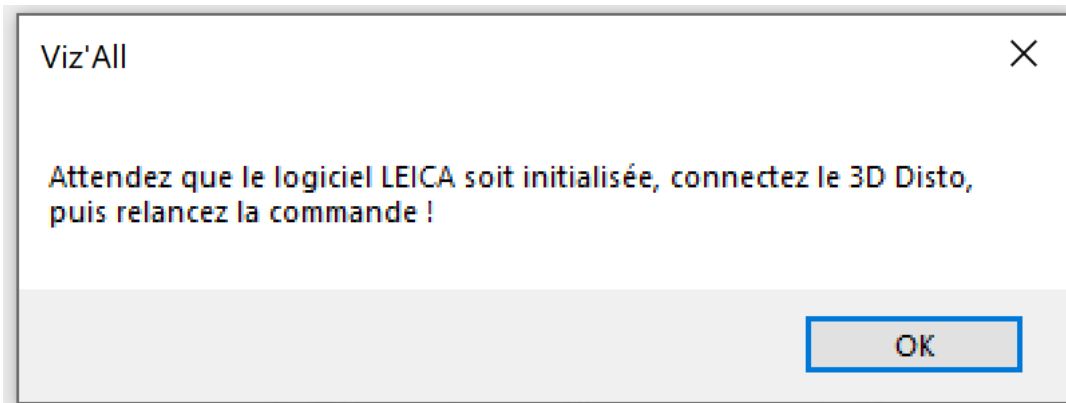 Viz'All
Attendez que le logiciel LEICA soit initialisée, connectez le 3D Disto,
puis relancez la commande !
OK